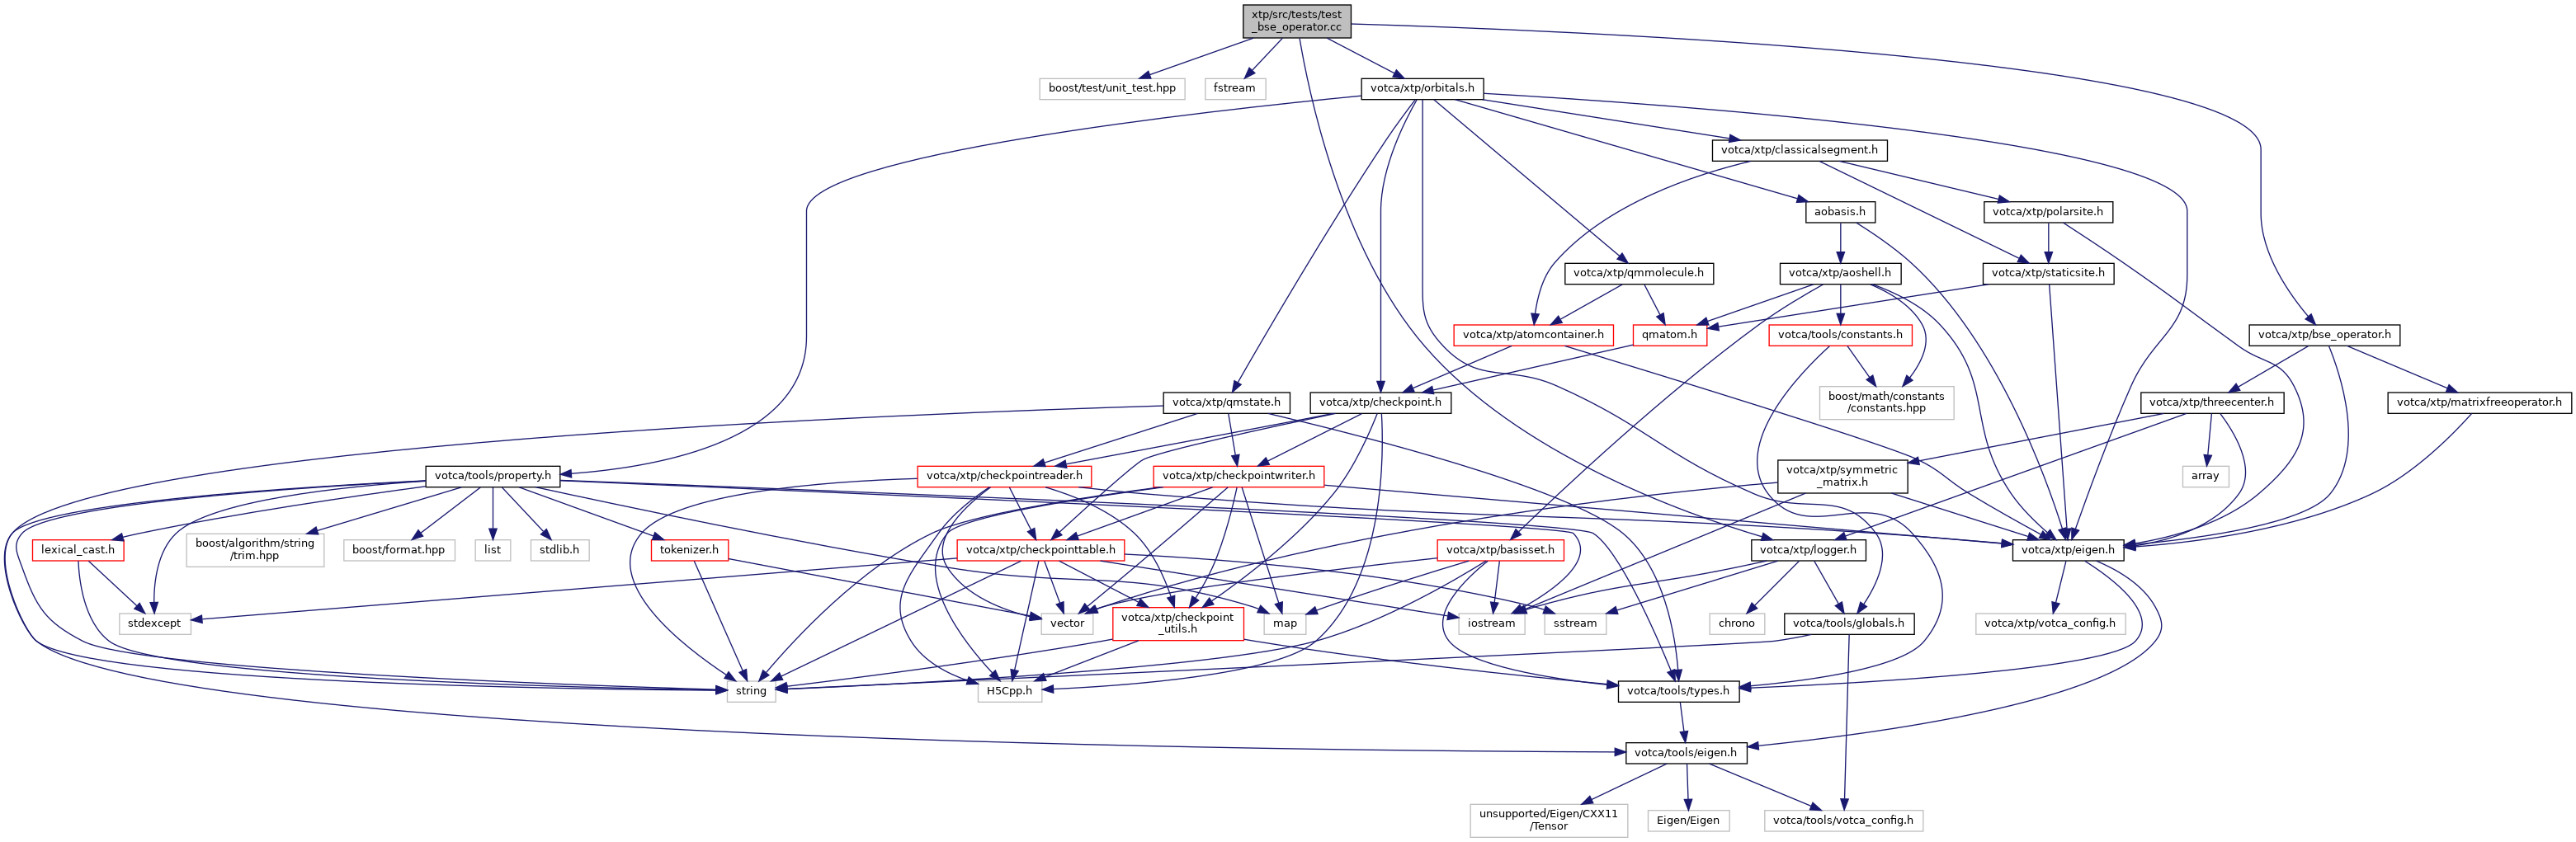 xtp/src/tests/test
_bse_operator.cc
boost/test/unit_test.hpp
fstream
votca/xtp/orbitals.h
votca/xtp/classicalsegment.h
aobasis.h
votca/xtp/polarsite.h
votca/xtp/qmmolecule.h
votca/xtp/aoshell.h
votca/xtp/staticsite.h
votca/xtp/atomcontainer.h
qmatom.h
votca/tools/constants.h
votca/xtp/bse_operator.h
votca/xtp/qmstate.h
votca/xtp/checkpoint.h
boost/math/constants
/constants.hpp
votca/xtp/threecenter.h
votca/xtp/matrixfreeoperator.h
votca/tools/property.h
votca/xtp/checkpointreader.h
votca/xtp/checkpointwriter.h
votca/xtp/symmetric
_matrix.h
array
lexical_cast.h
boost/algorithm/string
/trim.hpp
boost/format.hpp
list
stdlib.h
tokenizer.h
votca/xtp/checkpointtable.h
votca/xtp/basisset.h
votca/xtp/logger.h
votca/xtp/eigen.h
stdexcept
vector
votca/xtp/checkpoint
_utils.h
map
iostream
sstream
chrono
votca/tools/globals.h
votca/xtp/votca_config.h
string
H5Cpp.h
votca/tools/types.h
votca/tools/eigen.h
unsupported/Eigen/CXX11
/Tensor
Eigen/Eigen
votca/tools/votca_config.h